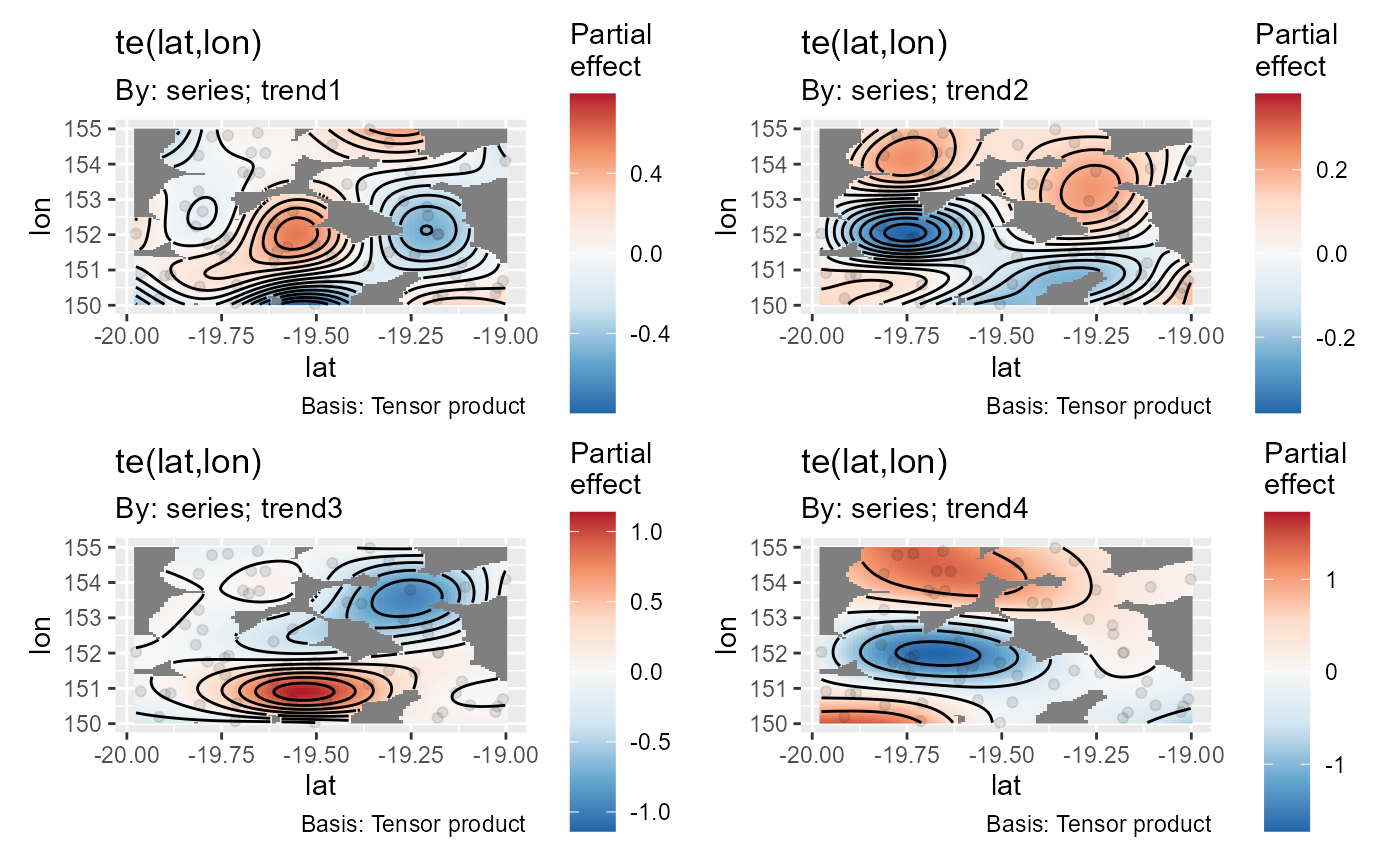 te(lat,lon)
By: series; trend1
Partial
effect
155
154
153
152
151
150
lon
-20.00 -19.75 -19.50 -19.25 -19.00
lat
0.4
0.0
-0.4
Basis: Tensor product
te(lat,lon)
By: series; trend2
Partial
effect
155
154
153
152
151
150
lon
-20.00 -19.75 -19.50 -19.25 -19.00
lat
0.2
0.0
-0.2
Basis: Tensor product
te(lat,lon)
By: series; trend3
Partial
effect
155
154
153
152
151
150
lon
-20.00 -19.75 -19.50 -19.25 -19.00
lat
1.0
0.5
0.0
-0.5
-1.0
Basis: Tensor product
te(lat,lon)
By: series; trend4
Partial
effect
155
154
153
152
151
150
lon
-20.00 -19.75 -19.50 -19.25 -19.00
lat
1
0
-1
Basis: Tensor product